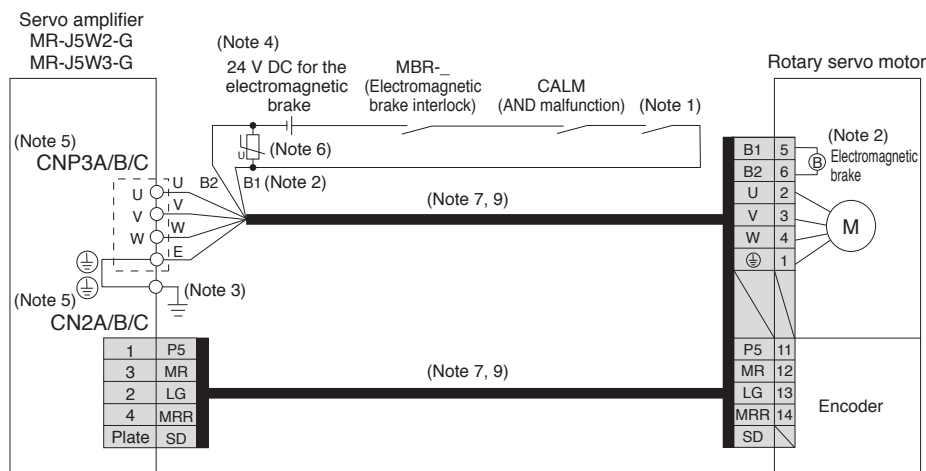 Servo amplifier
MR-J5W2-G
MR-J5W3-G
(Note 4)
24 V DC for the
electromagnetic
brake
MBR-_
(Electromagnetic
brake interlock)
CALM
(AND malfunction)
(Note 1)
Rotary servo motor
(Note 5)
CNP3A/B/C
U
(Note 6)
B2
B1 (Note 2)
U U
V V
W W
E
(Note 7, 9)
(Note 3)
B1 5
B2 6
U 2
V 3
W 4
1
(Note 2)
B
Electromagnetic
brake
M
(Note 5)
CN2A/B/C
1 P5
3 MR
2 LG
4 MRR
Plate SD
(Note 7, 9)
P5 11
MR 12
LG 13
MRR 14
SD
Encoder